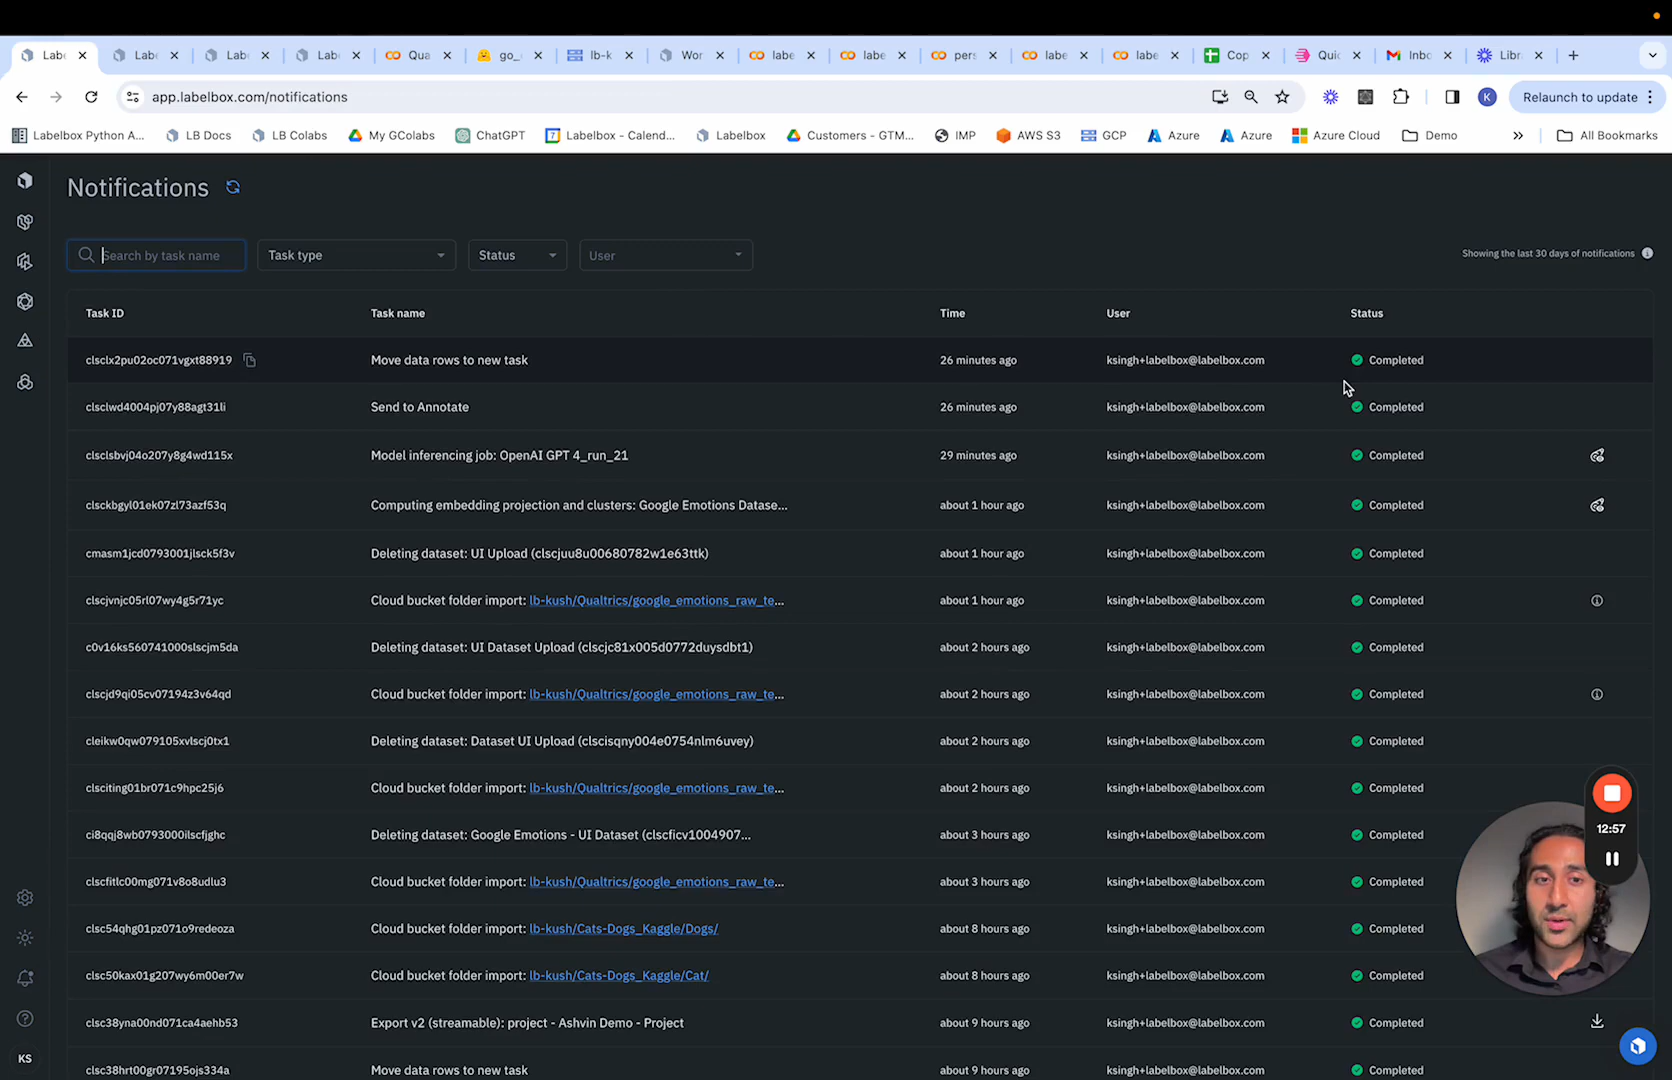 Labe
Labe
Labe
Labe
Qua
go_
lb-k
Wor
labe
labe
pers
labe
labe
Cop
Quic
Inbo
Libr
app.labelbox.com/notifications
K
Relaunch to update
Labelbox Python A...
LB Docs
LB Colabs
My GColabs
ChatGPT
Labelbox - Calend...
Labelbox
Customers - GTM...
IMP
AWS S3
GCP
Azure
Azure
Azure Cloud
Demo
All Bookmarks
Notifications
Search by task name
Task type
Status
User
Showing the last 30 days of notifications
Task ID Task name Time User Status
clsclx2pu02oc071vgxt88919 Move data rows to new task 26 minutes ago ksingh+labelbox@labelbox.com Completed
clsclwd4004pj07y88agt31li Send to Annotate 26 minutes ago ksingh+labelbox@labelbox.com Completed
clsclsbvj04o207y8g4wd115x Model inferencing job: OpenAI GPT 4_run_21 29 minutes ago ksingh+labelbox@labelbox.com Completed
clsckbgyl01ek07zl73azf53q Computing embedding projection and clusters: Google Emotions Datase... about 1 hour ago ksingh+labelbox@labelbox.com Completed
cmasm1jcd0793001jlsck5f3v Deleting dataset: UI Upload (clscjuu8u00680782w1e63ttk) about 1 hour ago ksingh+labelbox@labelbox.com Completed
clscjvnjc05rl07wy4g5r71yc Cloud bucket folder import: lb-kush/Qualtrics/google_emotions_raw_te... about 1 hour ago ksingh+labelbox@labelbox.com Completed
c0v16ks560741000slscjm5da Deleting dataset: UI Dataset Upload (clscjc81x005d0772duysdbt1) about 2 hours ago ksingh+labelbox@labelbox.com Completed
clscjd9qi05cv07194z3v64qd Cloud bucket folder import: lb-kush/Qualtrics/google_emotions_raw_te... about 2 hours ago ksingh+labelbox@labelbox.com Completed
cleikw0qw079105xvlscj0tx1 Deleting dataset: Dataset UI Upload (clscisqny004e0754nlm6uvey) about 2 hours ago ksingh+labelbox@labelbox.com Completed
clsciting01br071c9hpc25j6 Cloud bucket folder import: lb-kush/Qualtrics/google_emotions_raw_te... about 2 hours ago ksingh+labelbox@labelbox.com Completed
ci8qqj8wb0793000ilscfjghc Deleting dataset: Google Emotions - UI Dataset (clscficv1004907... about 3 hours ago ksingh+labelbox@labelbox.com Completed
clscfitlc00mg071v8o8udlu3 Cloud bucket folder import: lb-kush/Qualtrics/google_emotions_raw_te... about 3 hours ago ksingh+labelbox@labelbox.com Completed
clsc54qhg01pz071o9redeoza Cloud bucket folder import: lb-kush/Cats-Dogs_Kaggle/Dogs/ about 8 hours ago ksingh+labelbox@labelbox.com Completed
clsc50kax01g207wy6m00er7w Cloud bucket folder import: lb-kush/Cats-Dogs_Kaggle/Cat/ about 8 hours ago ksingh+labelbox@labelbox.com Completed
clsc38yna00nd071ca4aehb53 Export v2 (streamable): project - Ashvin Demo - Project about 9 hours ago ksingh+labelbox@labelbox.com Completed
clsc38hrt00gr07195ojs334a Move data rows to new task about 9 hours ago ksingh+labelbox@labelbox.com Completed
12:57
KS